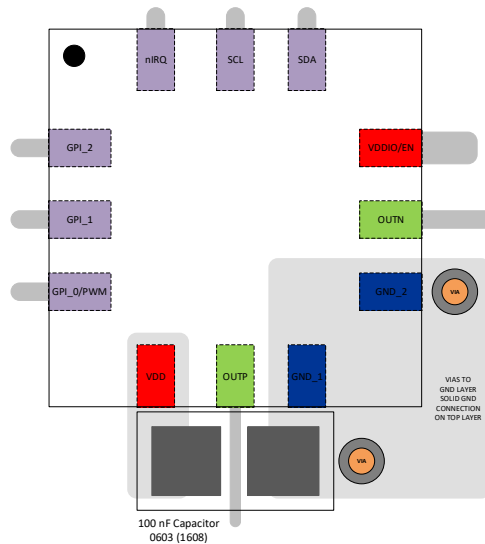 nIRQ
SCL
SDA
GPI_2
VDDIO/EN
GPI_1
OUTN
GPI_0/PWM
GND_2
VIA
VDD
OUTP
GND_1
VIAS TO
GND LAYER
SOLID GND
CONNECTION
ON TOP LAYER
VIA
100 nF Capacitor
0603 (1608)